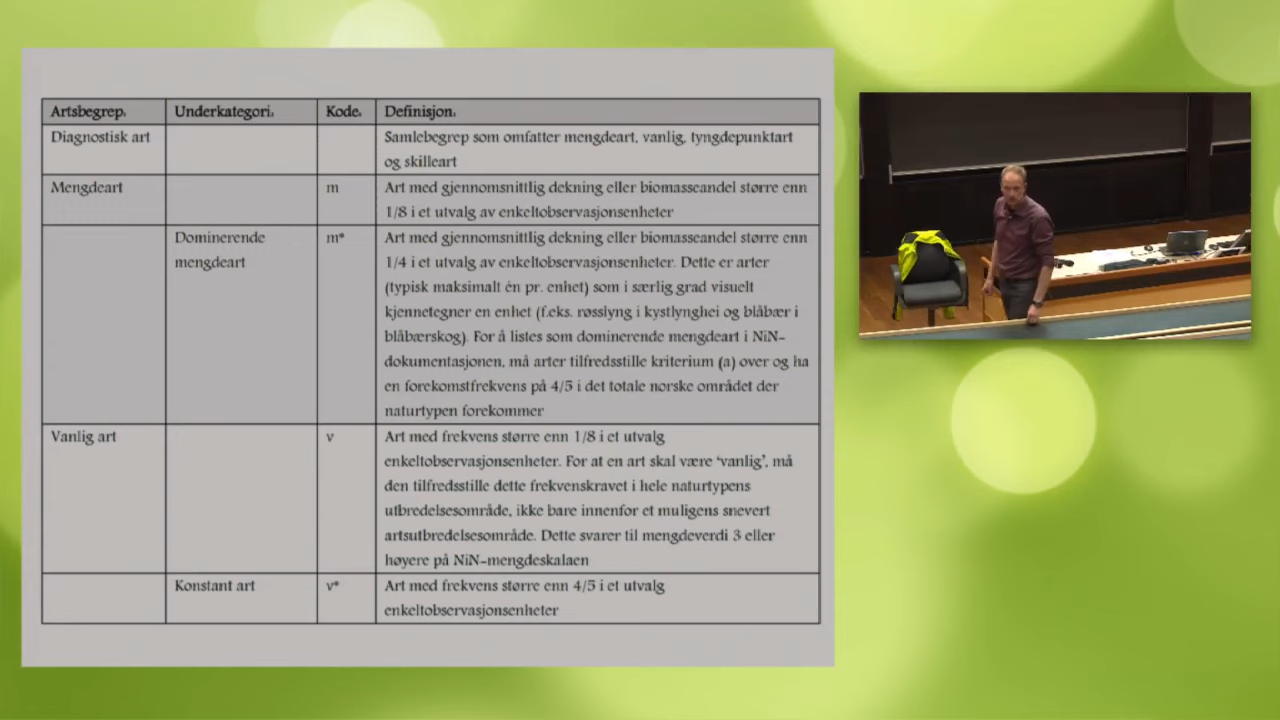 Artsbegrep.
Underkategori.
Kode.
Definisjon.
Diagnostisk art
Samlebegrep som omfatter mengdeart, vanlig, tyngdepunktart
og skilleart
Mengdeart
m
Art med gjennomsnittlig dekning eller biomasseandel større enn
1/8 i et utvalg av enkeltobservasjonsenheter
Dominerende
mengdeart
m*
Art med gjennomsnittlig dekning eller biomasseandel større enn
1/4 i et utvalg av enkeltobservasjonsenheter. Dette er arter
(typisk maksimalt én pr. enhet) som i særlig grad visuelt
kjennetegner en enhet (f.eks. røsslyng i kystlynghei og blåbær i
blåbærskog). For å listes som dominerende mengdeart i NiN-
dokumentasjonen, må arter tilfredsstille kriterium (a) over og ha
en forekomstfrekvens på 4/5 i det totale norske området der
naturtypen forekommer
Vanlig art
v
Art med frekvens større enn 1/8 i et utvalg
enkeltobservasjonsenheter. For at en art skal være ‘vanlig’, må
den tilfredsstille dette frekvenskravet i hele naturtypens
utbredelsesområde, ikke bare innenfor et muligens snevert
artsutbredelsesområde. Dette svarer til mengdeverdi 3 eller
høyere på NiN-mengdeskalaen
Konstant art
v*
Art med frekvens større enn 4/5 i et utvalg
enkeltobservasjonsenheter